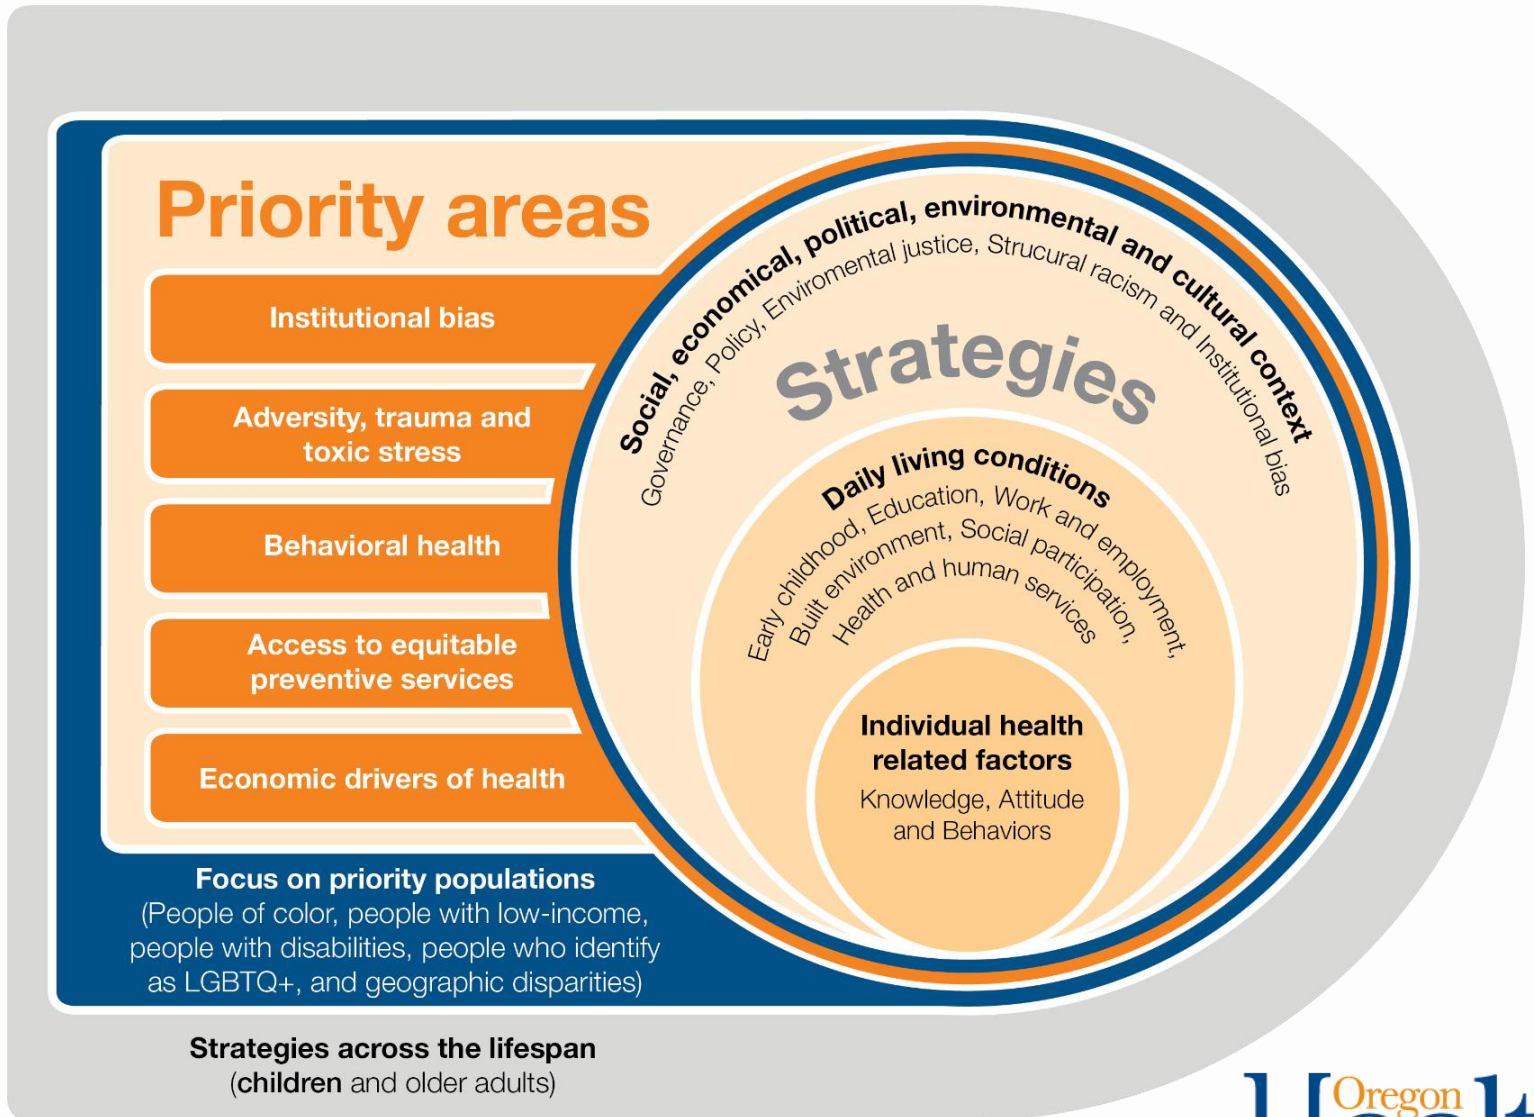 Priority areas
Institutional bias
Adversity, trauma and
toxic stress
Behavioral health
Access to equitable
preventive services
Economic drivers of health
Focus on priority populations
(People of color, people with low-income,
people with disabilities, people who identify
as LGBTQ+, and geographic disparities)
Strategies across the lifespan
(children and older adults)
Social, economical, political, environmental and cultural context
Governance, Policy, Enviromental justice, Strucural racism and Institutional bias
Strategies
Daily living conditions
Early childhood, Education, Work and employment,
Built environment, Social participation,
Health and human services
Individual health
related factors
Knowledge, Attitude
and Behaviors
Oregon